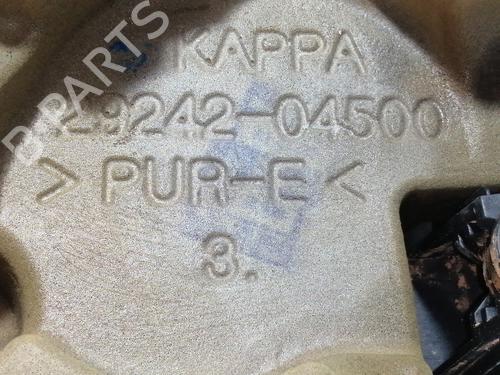 KAPPA
29242-04500
> PUR-E <
3.
B-PARTS